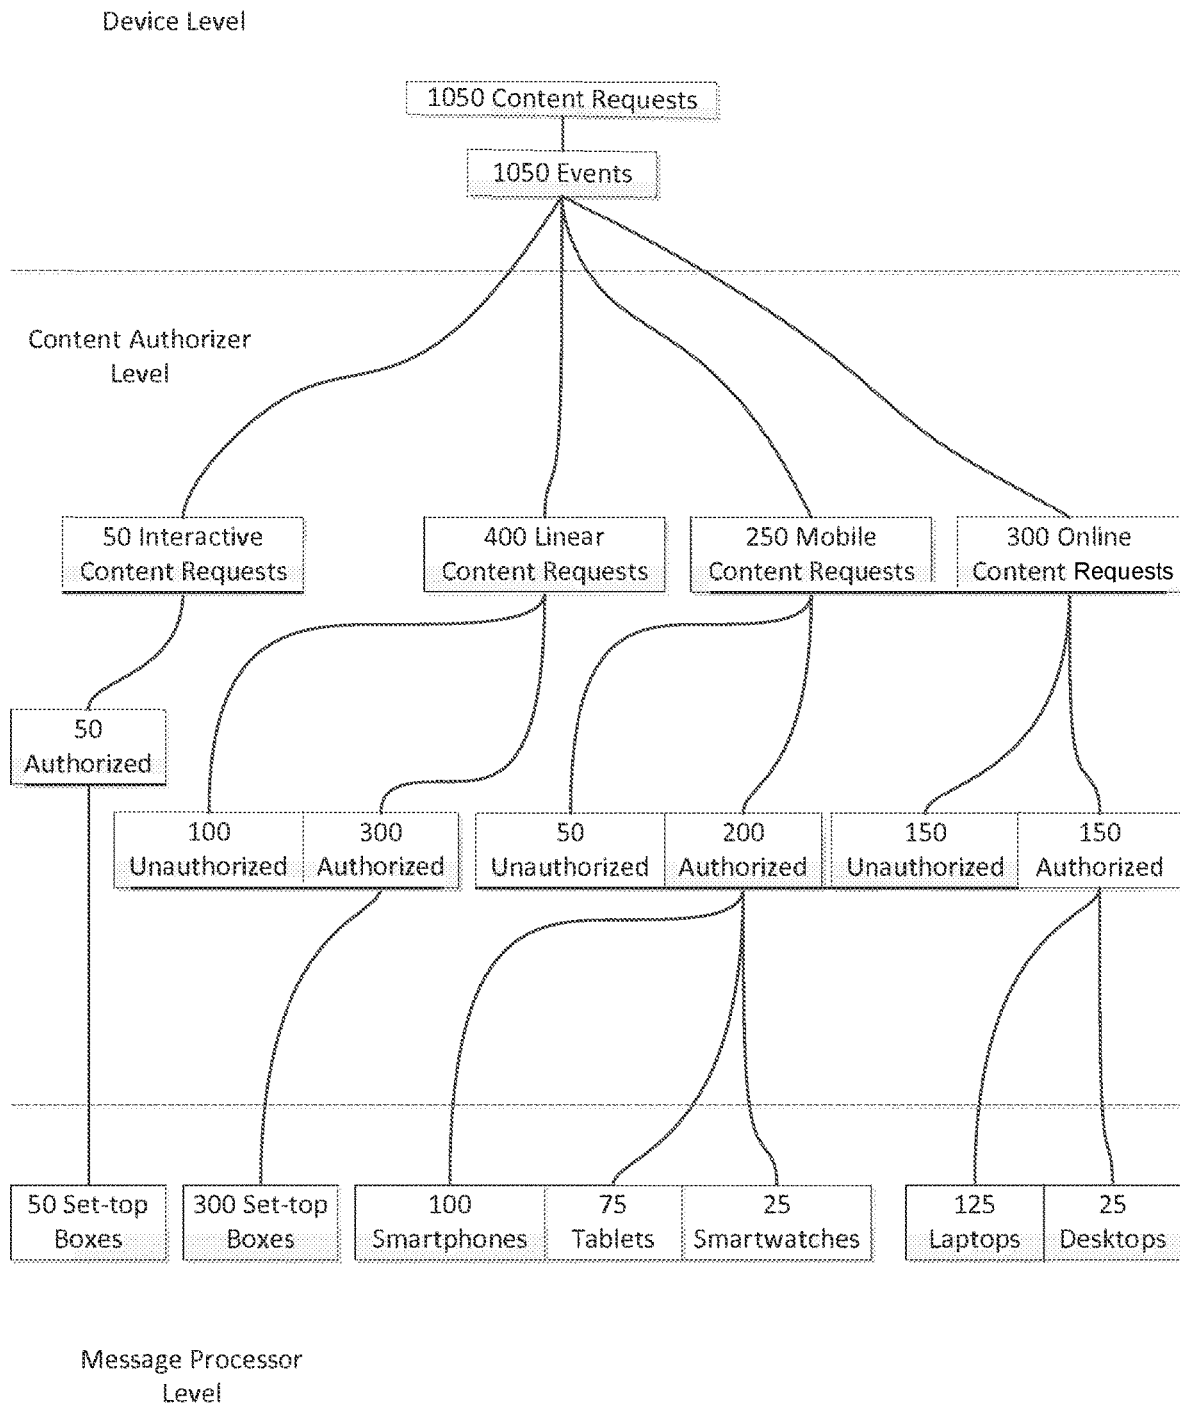 Device Level
1050 Content Requests
1050 Events
Content Authorizer
Level
50 Interactive
Content Requests
400 Linear
Content Requests
250 Mobile
Content Requests
300 Online
Content Requests
50
Authorized
100
Unauthorized
300
Authorized
50
Unauthorized
200
Authorized
150
Unauthorized
150
Authorized
50 Set-top
Boxes
300 Set-top
Boxes
100
Smartphones
75
Tablets
25
Smartwatches
125
Laptops
25
Desktops
Message Processor
Level